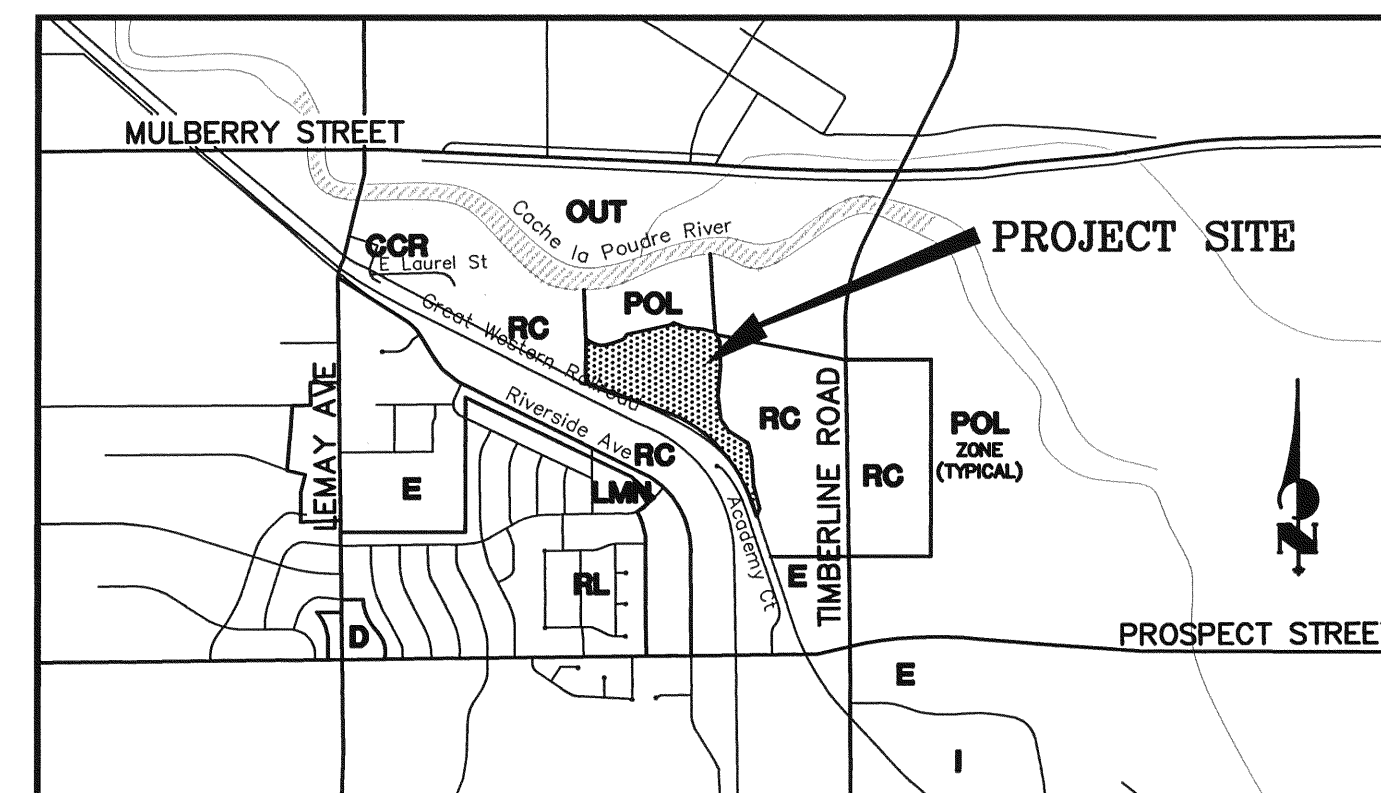 MULBERRY STREET
OUT
Cache la Poudre River
PROJECT SITE
CCR
E Laurel St
POL
RC
Great Western Railroad
LEMAY AVE
Riverside Ave
RC
RC
TIMBERLINE ROAD
RC
POL
ZONE
(TYPICAL)
E
LMN
Academy Ct
N
RL
E
D
PROSPECT STREE
E
I